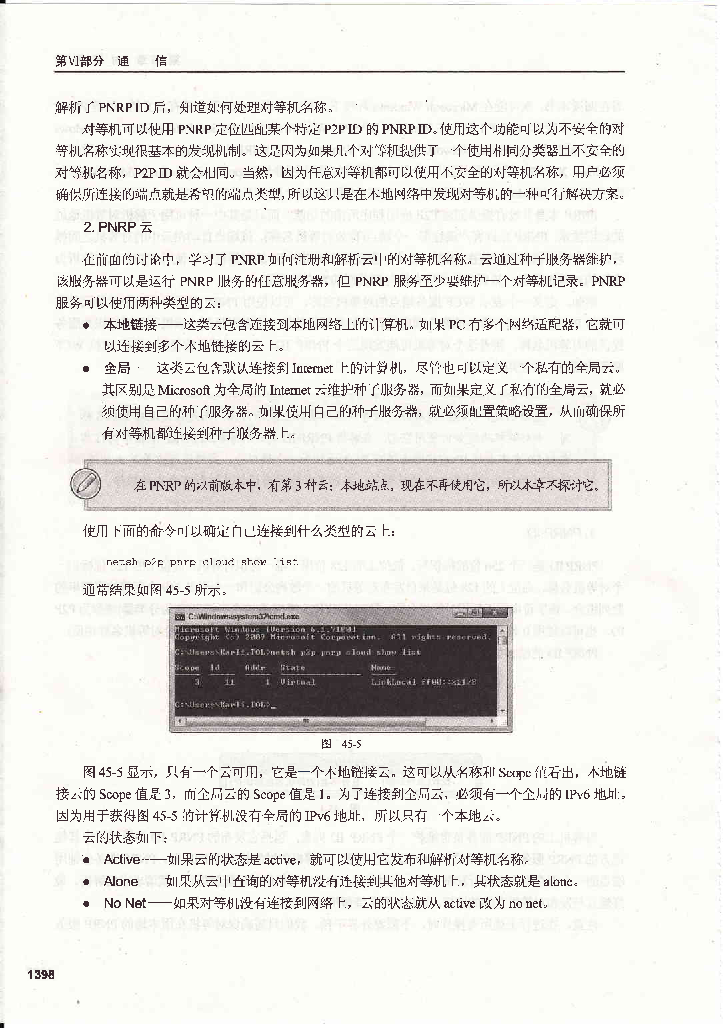 第VI部分 通 信
解析了 PNRP ID 后，知道如何处理对等机名称。
对等机可以使用 PNRP 定位匹配某个特定 P2P ID 的 PNRP ID。使用这个功能可以为不安全的对
等机名称实现很基本的发现机制。这是因为如果几个对等机提供了一个使用相同分类器且不安全的
对等机名称，P2P ID 就会相同。当然，因为任意对等机都可以使用不安全的对等机名称，用户必须
确保所连接的端点就是希望的端点类型，所以这只是在本地网络中发现对等机的一种可行解决方案。
2. PNRP 云
在前面的讨论中，学习了 PNRP 如何注册和解析云中的对等机名称。云通过种子服务器维护，
该服务器可以是运行 PNRP 服务的任意服务器，但 PNRP 服务至少要维护一个对等机记录。PNRP
服务可以使用两种类型的云：
● 本地链接——这类云包含连接到本地网络上的计算机。如果 PC 有多个网络适配器，它就可
以连接到多个本地链接的云上。
● 全局——这类云包含默认连接到 Internet 上的计算机，尽管也可以定义一个私有的全局云。
其区别是 Microsoft 为全局的 Internet 云维护种子服务器，而如果定义了私有的全局云，就必
须使用自己的种子服务器。如果使用自己的种子服务器，就必须配置策略设置，从而确保所
有对等机都连接到种子服务器上。
在 PNRP 的以前版本中，有第 3 种云：本地站点，现在不再使用它，所以本章不探讨它。
使用下面的命令可以确定自己连接到什么类型的云上：
netsh p2p pnrp cloud show list
通常结果如图 45-5 所示。
C:\Windows\system32\cmd.exe
Microsoft Windows [Version 6.1.7100]
Copyright (c) 2009 Microsoft Corporation. All rights reserved.
C:\Users\Karli.TOL>netsh p2p pnrp cloud show list
Scope Id Addr State Name
3 11 1 Virtual LinkLocal_ff00::%11/8
C:\Users\Karli.TOL>_
图 45-5
图 45-5 显示，只有一个云可用，它是一个本地链接云。这可以从名称和 Scope 值看出，本地链
接云的 Scope 值是 3，而全局云的 Scope 值是 1。为了连接到全局云，必须有一个全局的 IPv6 地址。
因为用于获得图 45-5 的计算机没有全局的 IPv6 地址，所以只有一个本地云。
云的状态如下：
● Active——如果云的状态是 active，就可以使用它发布和解析对等机名称。
● Alone——如果从云中查询的对等机没有连接到其他对等机上，其状态就是 alone。
● No Net——如果对等机没有连接到网络上，云的状态就从 active 改为 no net。
1398